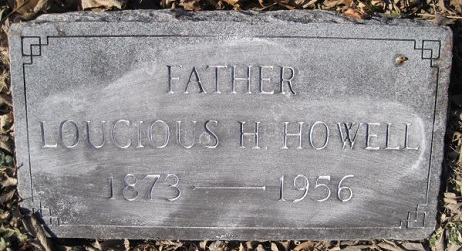 FATHER
LOUCIOUS H. HOWELL
1873 — 1956